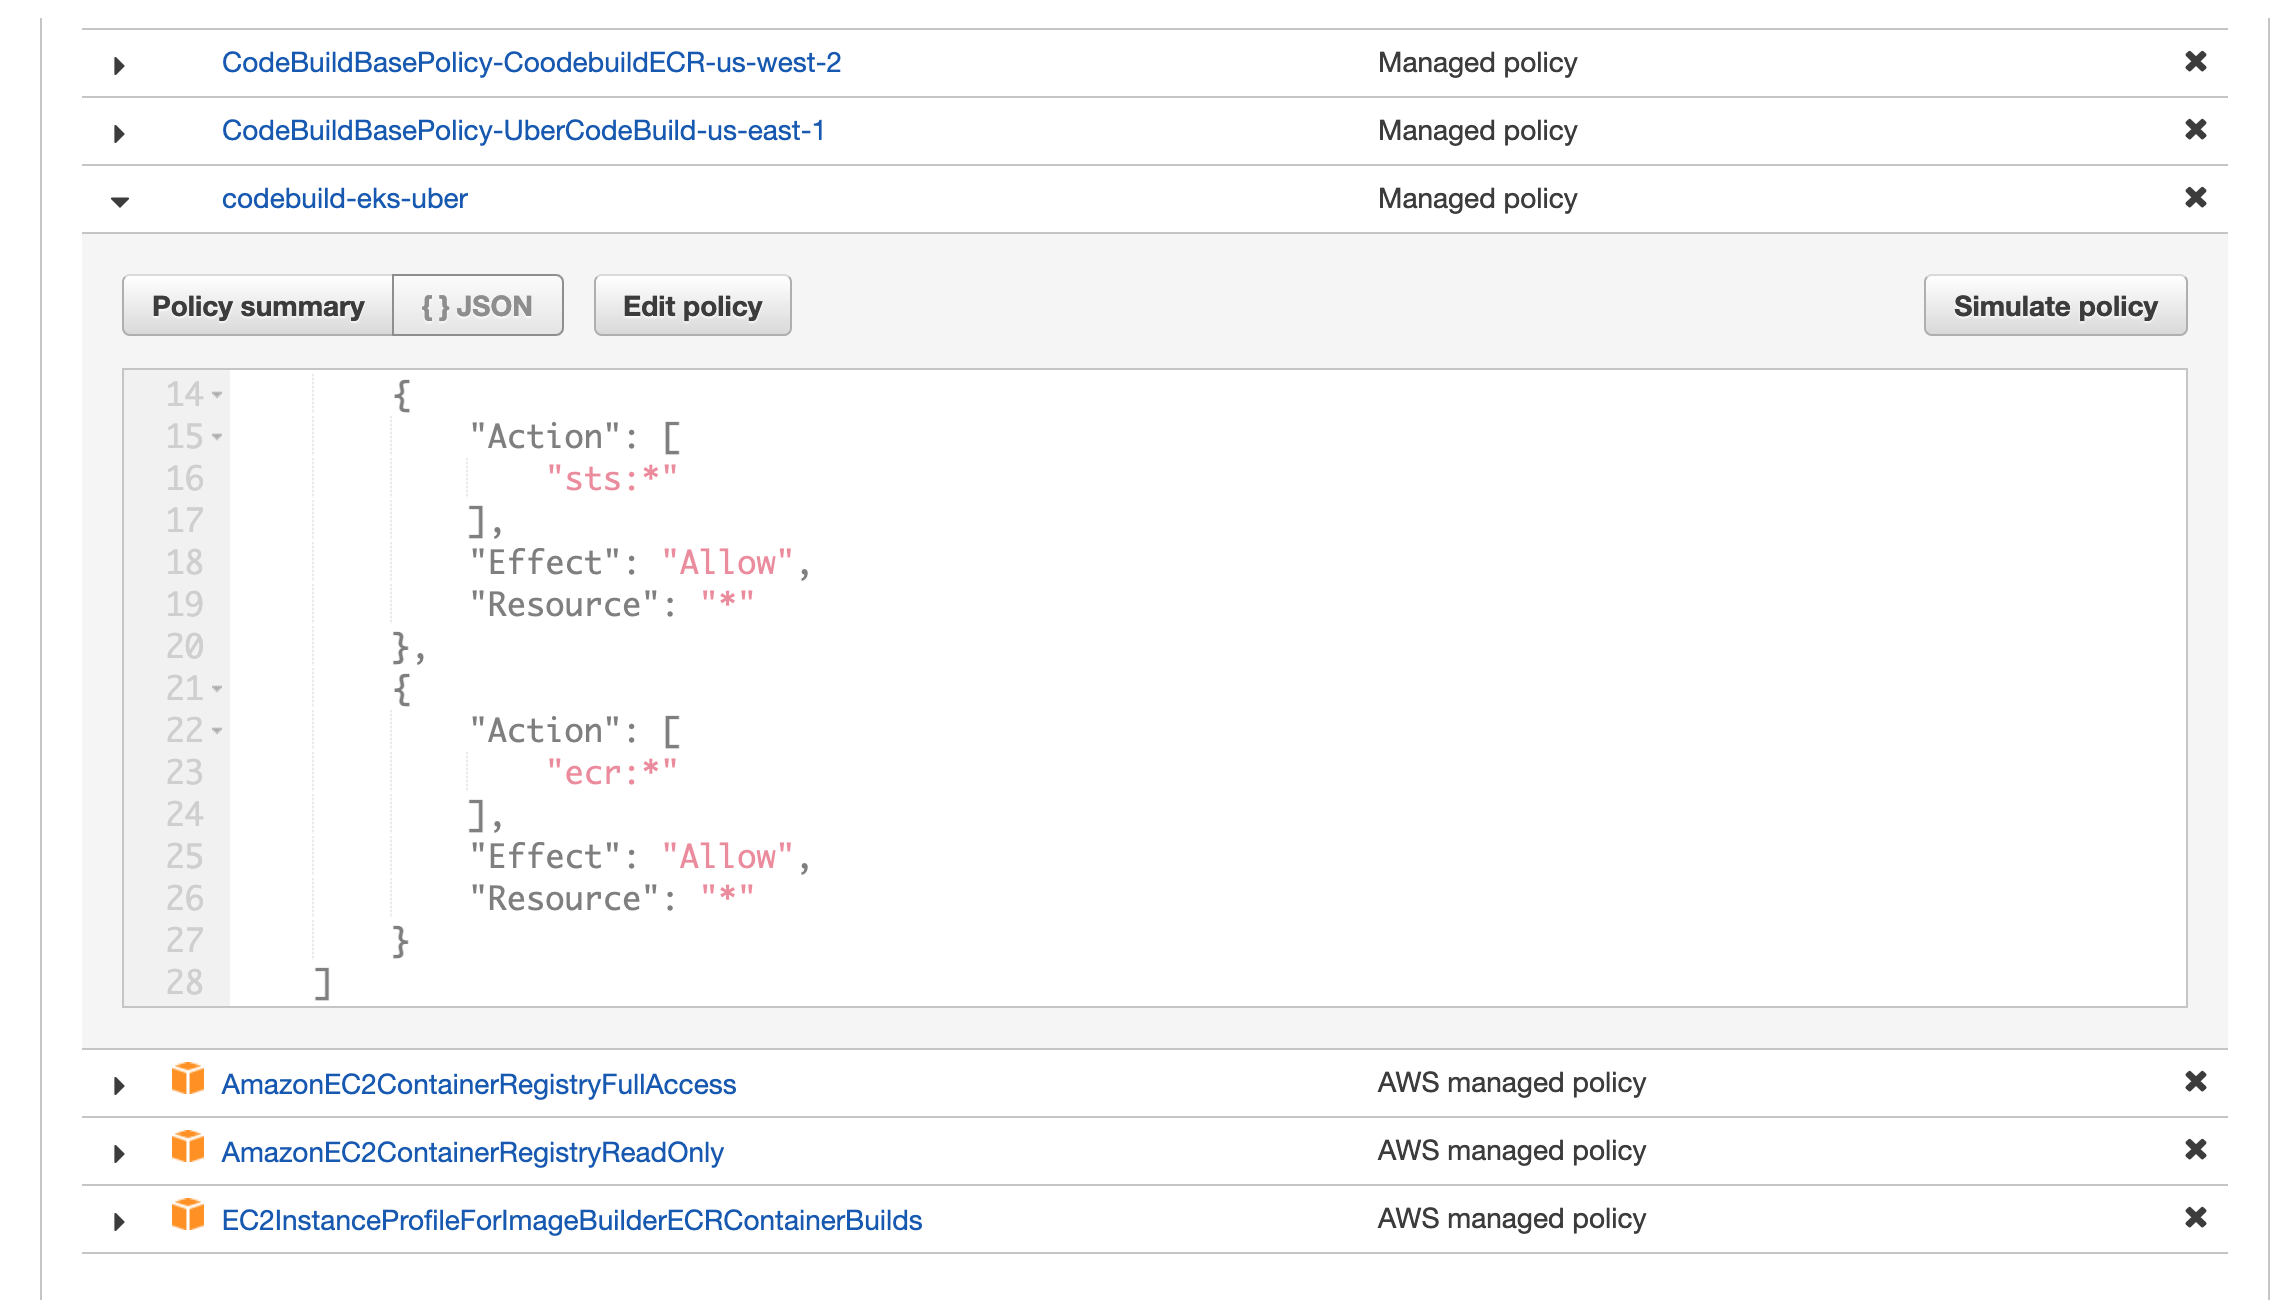 CodeBuildBasePolicy-CoodebuildECR-us-west-2 Managed policy ✖
CodeBuildBasePolicy-UberCodeBuild-us-east-1 Managed policy ✖
codebuild-eks-uber Managed policy ✖
Policy summary { } JSON Edit policy Simulate policy
14 {
15 "Action": [
16 "sts:*"
17 ],
18 "Effect": "Allow",
19 "Resource": "*"
20 },
21 {
22 "Action": [
23 "ecr:*"
24 ],
25 "Effect": "Allow",
26 "Resource": "*"
27 }
28 ]
AmazonEC2ContainerRegistryFullAccess AWS managed policy ✖
AmazonEC2ContainerRegistryReadOnly AWS managed policy ✖
EC2InstanceProfileForImageBuilderECRContainerBuilds AWS managed policy ✖